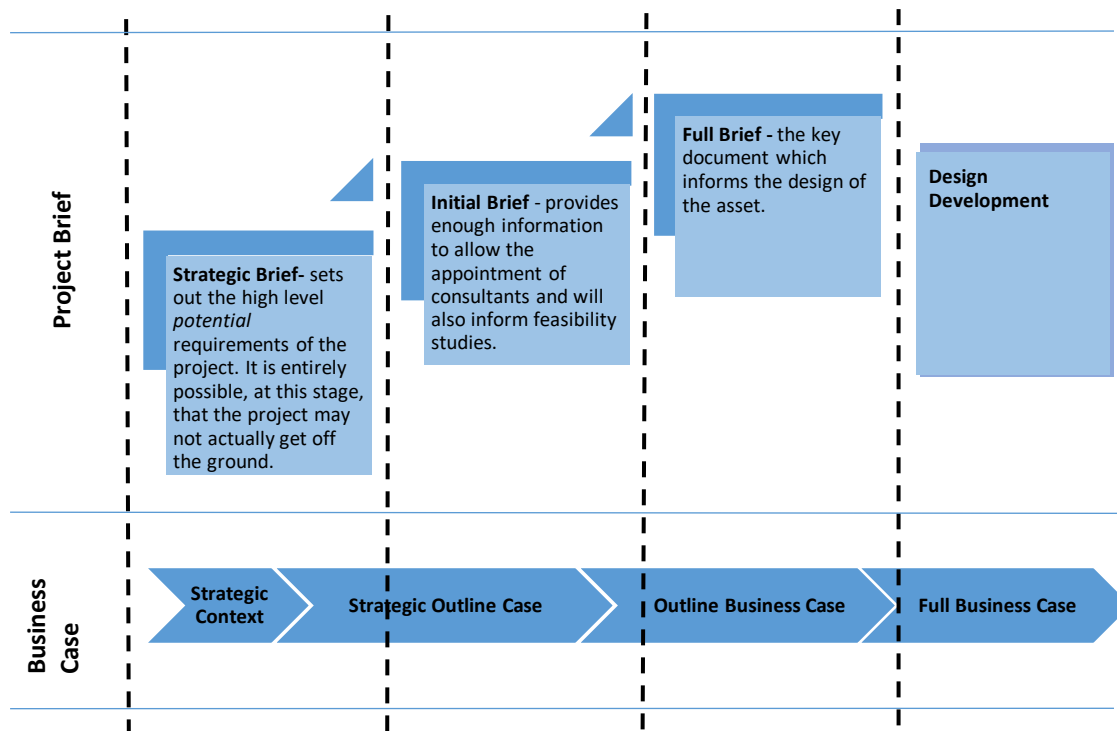 Project Brief
Strategic Brief- sets
out the high level
potential
requirements of the
project. It is entirely
possible, at this stage,
that the project may
not actually get off
the ground.
Initial Brief - provides
enough information
to allow the
appointment of
consultants and will
also inform feasibility
studies.
Full Brief - the key
document which
informs the design of
the asset.
Design
Development
Business
Case
Strategic
Context
Strategic Outline Case
Outline Business Case
Full Business Case